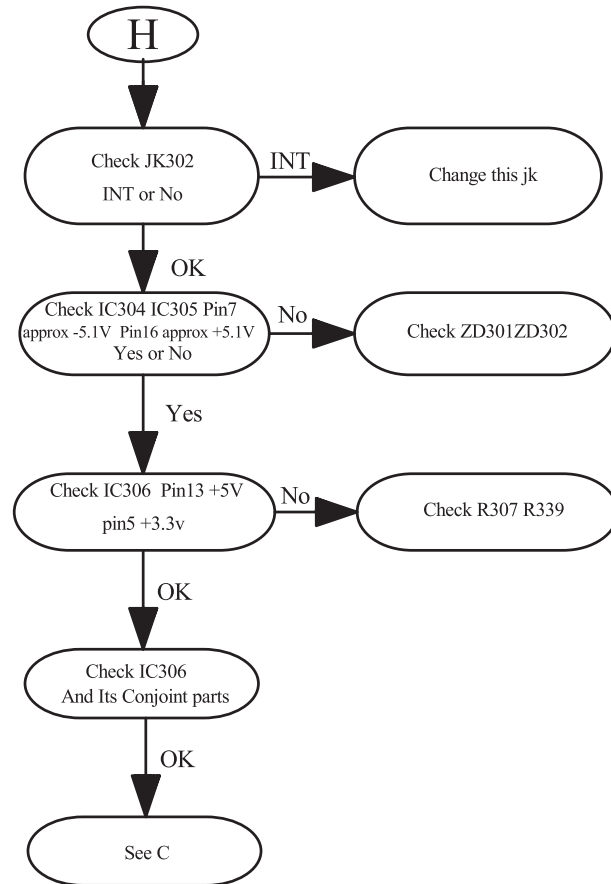 H
Check JK302
INT or No
INT
Change this jk
OK
Check IC304 IC305 Pin7
approx -5.1V Pin16 approx +5.1V
Yes or No
No
Check ZD301ZD302
Yes
Check IC306 Pin13 +5V
pin5 +3.3v
No
Check R307 R339
OK
Check IC306
And Its Conjoint parts
OK
See C